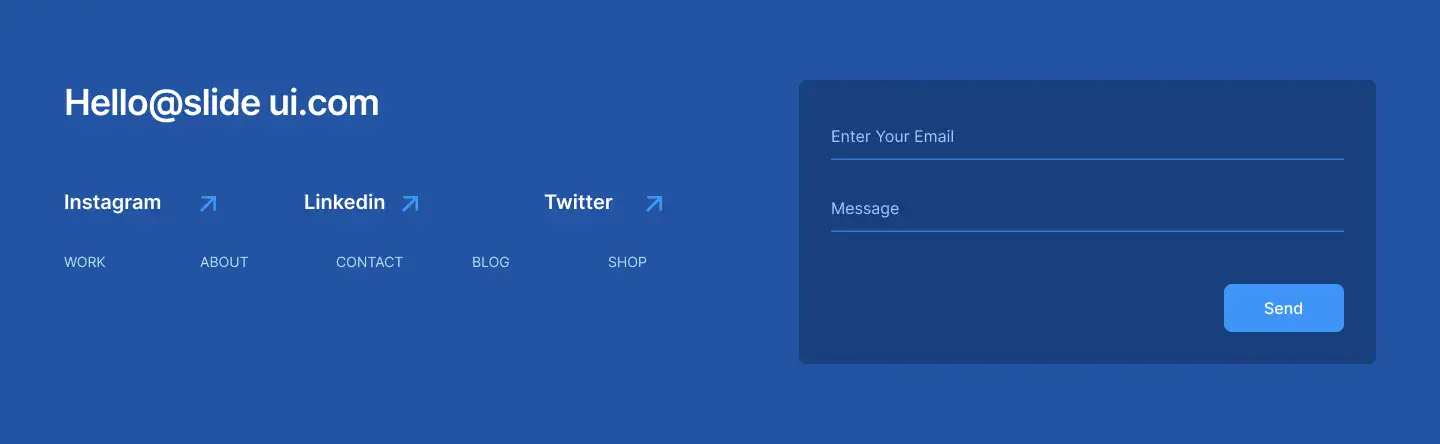 Hello@slide ui.com
Instagram
Linkedin
Twitter
WORK
ABOUT
CONTACT
BLOG
SHOP
Enter Your Email
Message
Send